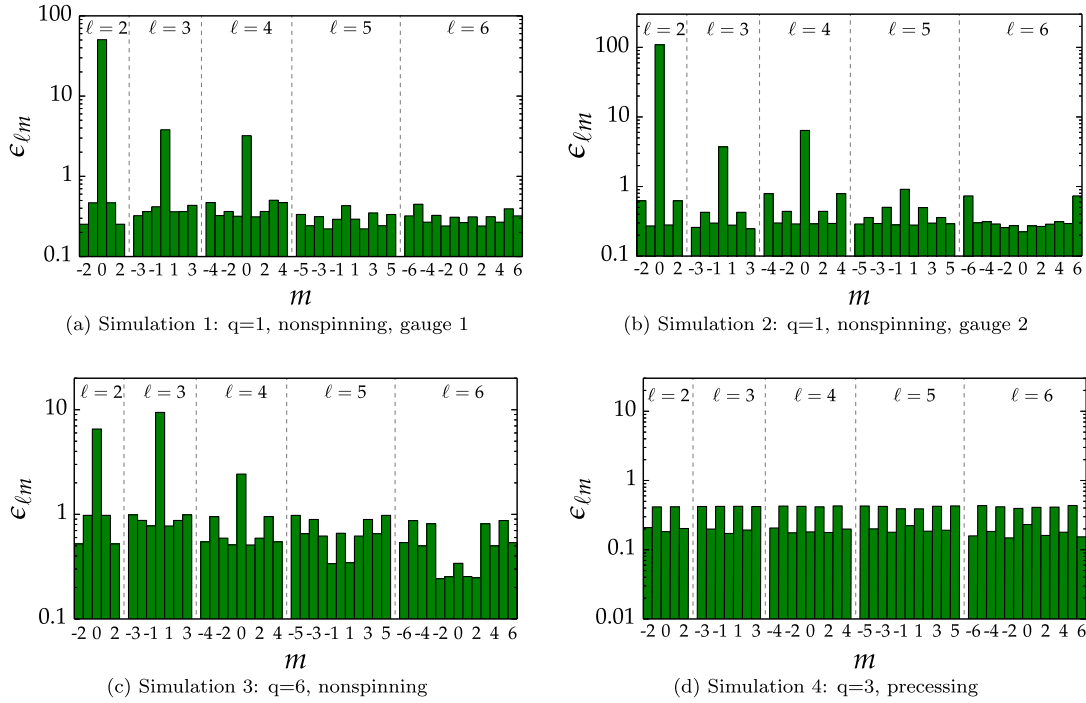 100
10
1
0.1
ϵℓm
ℓ = 2 ℓ = 3 ℓ = 4 ℓ = 5 ℓ = 6
-2 0 2 -3 -1 1 3 -4 -2 0 2 4 -5 -3 -1 1 3 5 -6 -4 -2 0 2 4 6
m
(a) Simulation 1: q=1, nonspinning, gauge 1
100
10
1
0.1
ϵℓm
ℓ = 2 ℓ = 3 ℓ = 4 ℓ = 5 ℓ = 6
-2 0 2 -3 -1 1 3 -4 -2 0 2 4 -5 -3 -1 1 3 5 -6 -4 -2 0 2 4 6
m
(b) Simulation 2: q=1, nonspinning, gauge 2
10
1
0.1
ϵℓm
ℓ = 2 ℓ = 3 ℓ = 4 ℓ = 5 ℓ = 6
-2 0 2 -3 -1 1 3 -4 -2 0 2 4 -5 -3 -1 1 3 5 -6 -4 -2 0 2 4 6
m
(c) Simulation 3: q=6, nonspinning
10
1
0.1
0.01
ϵℓm
ℓ = 2 ℓ = 3 ℓ = 4 ℓ = 5 ℓ = 6
-2 0 2 -3 -1 1 3 -4 -2 0 2 4 -5 -3 -1 1 3 5 -6 -4 -2 0 2 4 6
m
(d) Simulation 4: q=3, precessing